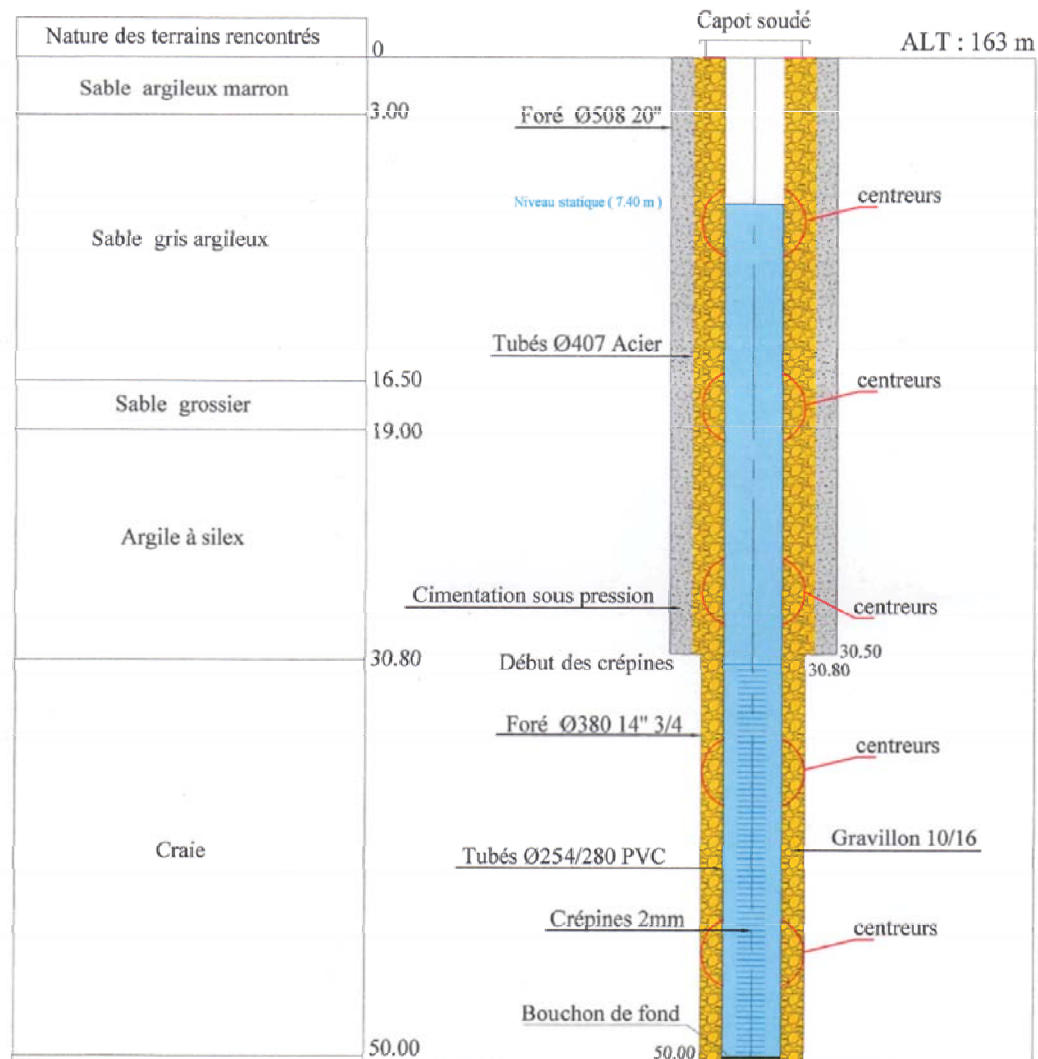 Capot soudé
Nature des terrains rencontrés
0
ALT : 163 m
Sable argileux marron
3.00
Foré Ø508 20"
centreurs
Niveau statique ( 7.40 m )
Sable gris argileux
Tubés Ø407 Acier
16.50
centreurs
Sable grossier
19.00
Argile à silex
Cimentation sous pression
centreurs
30.80
Début des crépines
30.50
30.80
Foré Ø380 14" 3/4
centreurs
Craie
Gravillon 10/16
Tubés Ø254/280 PVC
Crépines 2mm
centreurs
Bouchon de fond
50.00
50.00